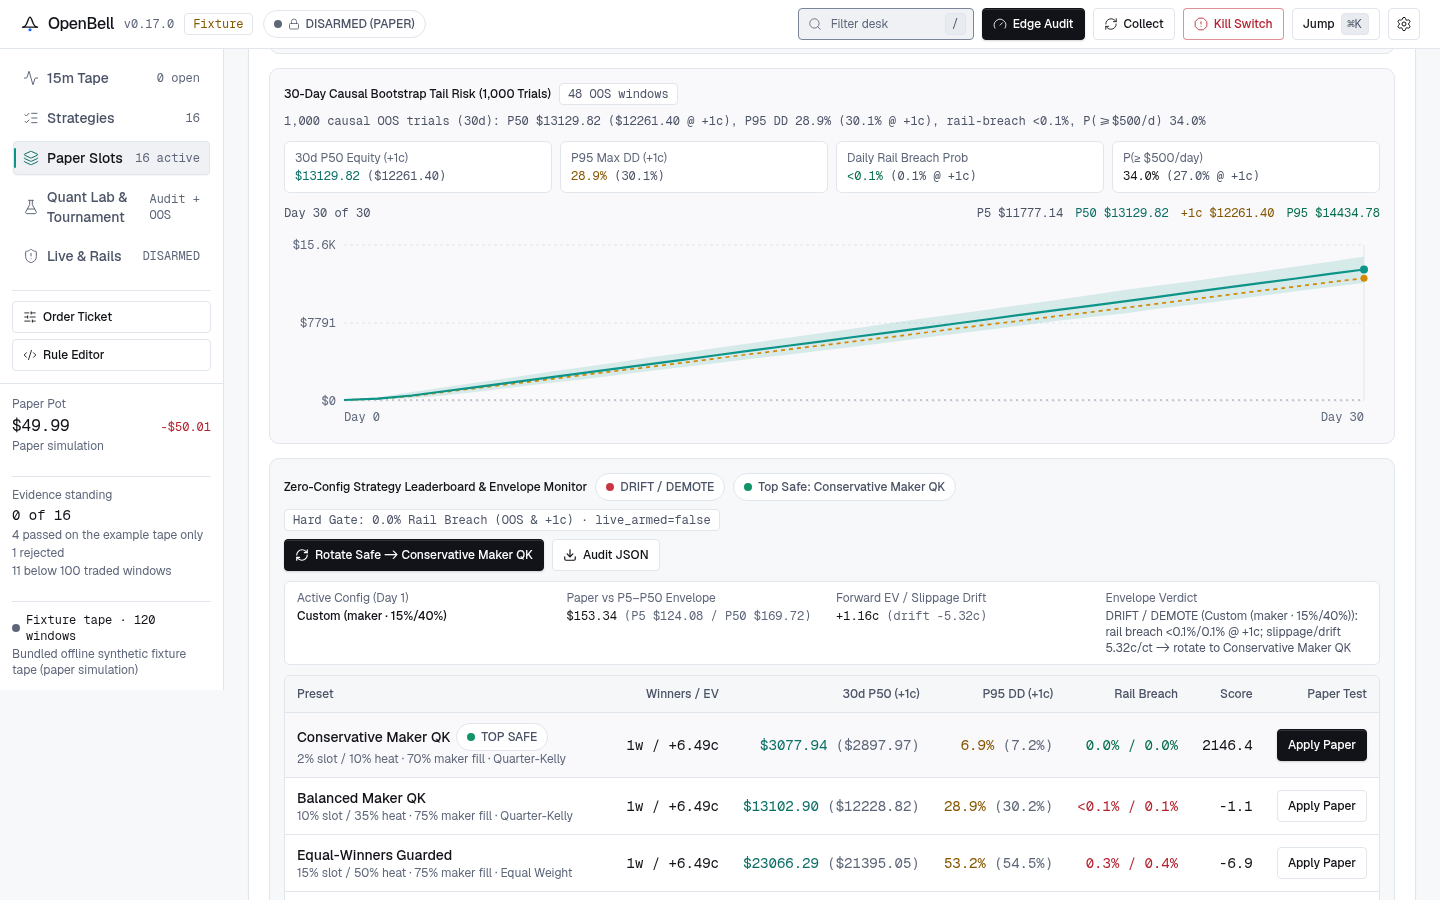 OpenBell v0.17.0 Fixture DISARMED (PAPER) Filter desk / Edge Audit Collect Kill Switch Jump ⌘K
15m Tape 0 open
Strategies 16
Paper Slots 16 active
Quant Lab & Tournament Audit + OOS
Live & Rails DISARMED
Order Ticket
Rule Editor
Paper Pot
$49.99 -$50.01
Paper simulation
Evidence standing
0 of 16
4 passed on the example tape only
1 rejected
11 below 100 traded windows
Fixture tape · 120
windows
Bundled offline synthetic fixture
tape (paper simulation)
30-Day Causal Bootstrap Tail Risk (1,000 Trials) 48 OOS windows
1,000 causal OOS trials (30d): P50 $13129.82 ($12261.40 @ +1c), P95 DD 28.9% (30.1% @ +1c), rail-breach <0.1%, P(≥$500/d) 34.0%
30d P50 Equity (+1c)
$13129.82 ($12261.40)
P95 Max DD (+1c)
28.9% (30.1%)
Daily Rail Breach Prob
<0.1% (0.1% @ +1c)
P(≥ $500/day)
34.0% (27.0% @ +1c)
Day 30 of 30 P5 $11777.14 P50 $13129.82 +1c $12261.40 P95 $14434.78
$15.6K
$7791
$0
Day 0 Day 30
Zero-Config Strategy Leaderboard & Envelope Monitor DRIFT / DEMOTE Top Safe: Conservative Maker QK
Hard Gate: 0.0% Rail Breach (OOS & +1c) · live_armed=false
Rotate Safe → Conservative Maker QK Audit JSON
Active Config (Day 1)
Custom (maker · 15%/40%)
Paper vs P5–P50 Envelope
$153.34 (P5 $124.08 / P50 $169.72)
Forward EV / Slippage Drift
+1.16c (drift -5.32c)
Envelope Verdict
DRIFT / DEMOTE (Custom (maker · 15%/40%)):
rail breach <0.1%/0.1% @ +1c; slippage/drift
5.32c/ct → rotate to Conservative Maker QK
Preset Winners / EV 30d P50 (+1c) P95 DD (+1c) Rail Breach Score Paper Test
Conservative Maker QK TOP SAFE 1w / +6.49c $3077.94 ($2897.97) 6.9% (7.2%) 0.0% / 0.0% 2146.4 Apply Paper
2% slot / 10% heat · 70% maker fill · Quarter-Kelly
Balanced Maker QK 1w / +6.49c $13102.90 ($12228.82) 28.9% (30.2%) <0.1% / 0.1% -1.1 Apply Paper
10% slot / 35% heat · 75% maker fill · Quarter-Kelly
Equal-Winners Guarded 1w / +6.49c $23066.29 ($21395.05) 53.2% (54.5%) 0.3% / 0.4% -6.9 Apply Paper
15% slot / 50% heat · 75% maker fill · Equal Weight